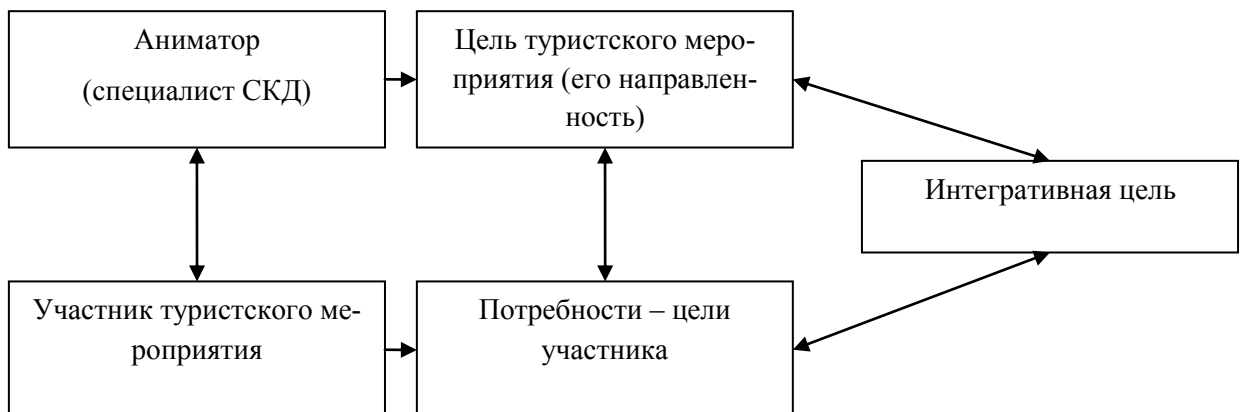 Аниматор
(специалист СКД)
Цель туристского меро-
приятия (его направлен-
ность)
Интегративная цель
Участник туристского ме-
роприятия
Потребности – цели
участника